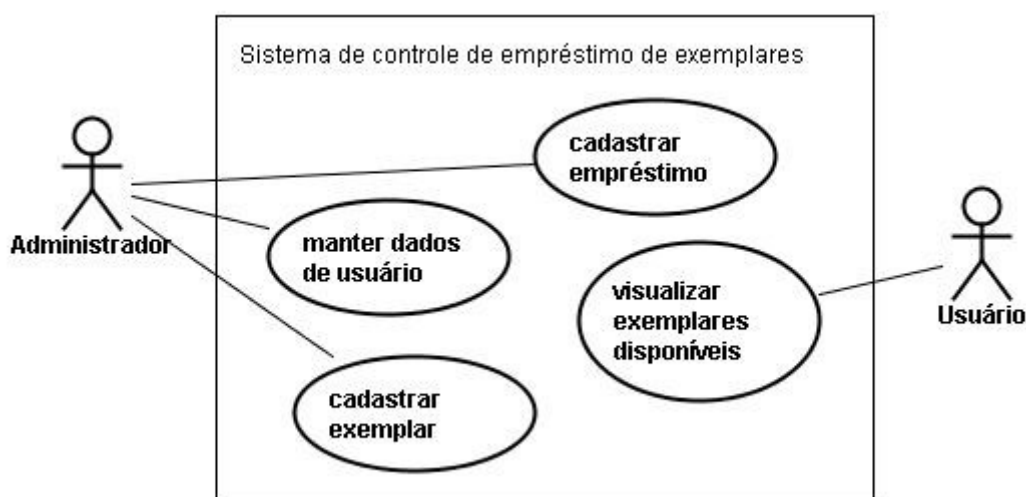 Sistema de controle de empréstimo de exemplares
cadastrar
empréstimo
Administrador
manter dados
de usuário
visualizar
exemplares
disponíveis
Usuário
cadastrar
exemplar